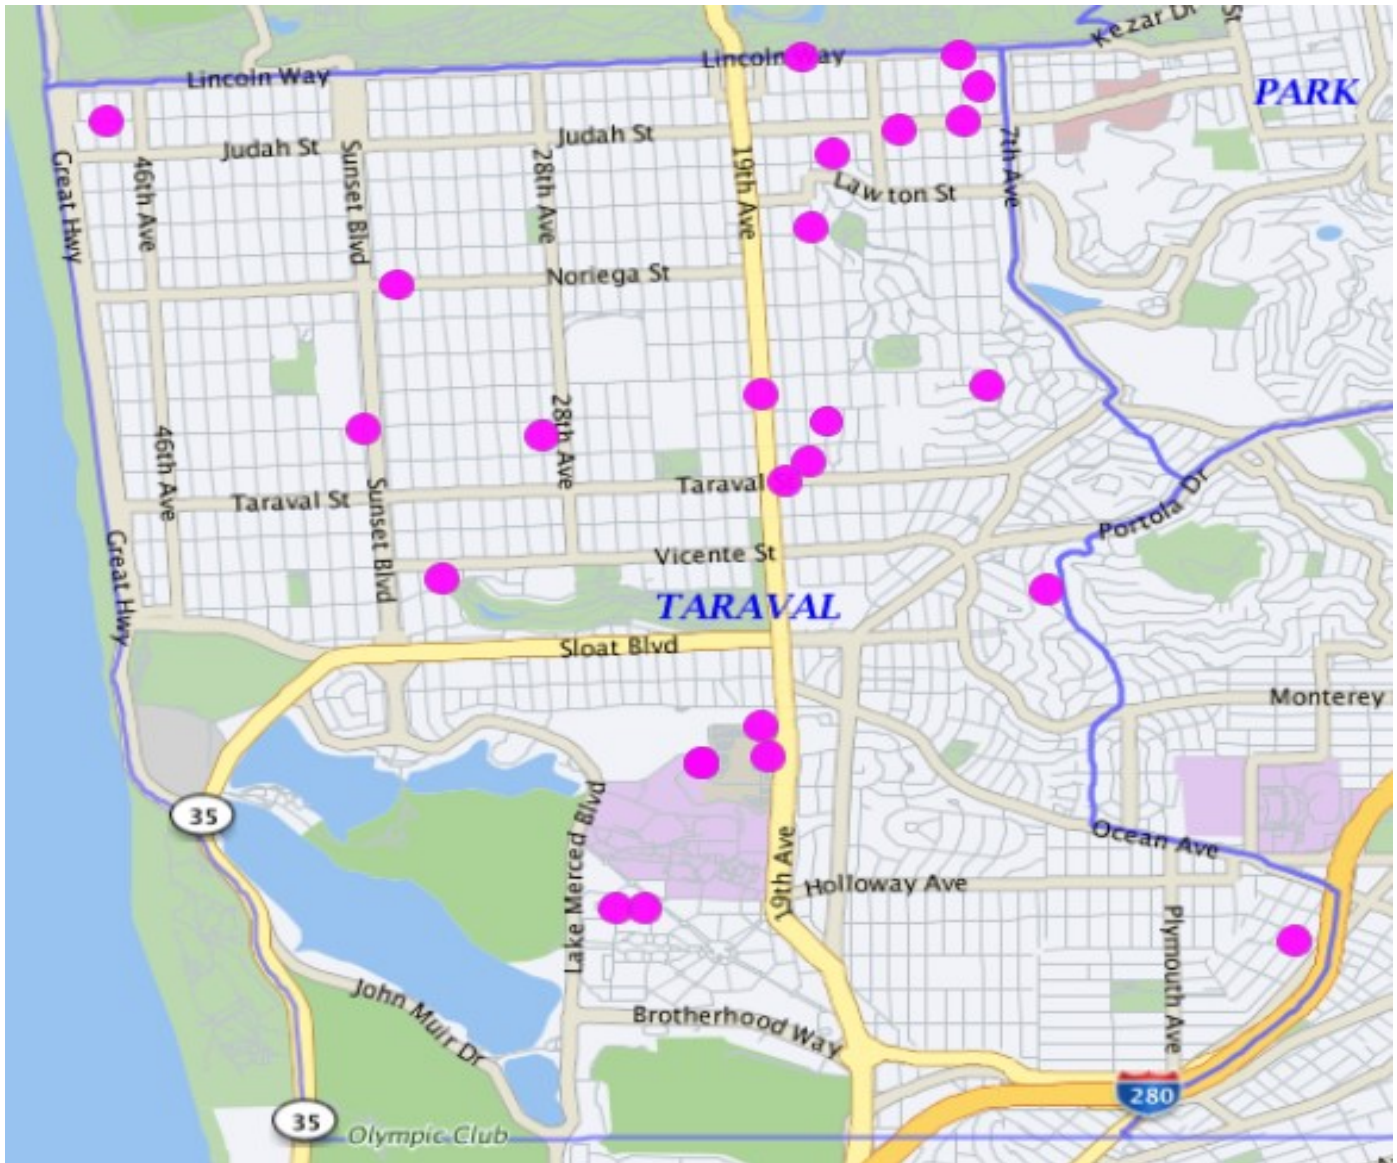 Kezar Dr
St
PARK
Lincoln Way
Lincoln Way
Judah St
Judah St
Great Hwy
46th Ave
Sunset Blvd
28th Ave
19th Ave
Lawton St
7th Ave
Noriega St
46th Ave
28th Ave
Taraval St
Taraval
Sunset Blvd
Portola Dr
Great Hwy
Vicente St
TARAVAL
Sloat Blvd
Monterey
35
Lake Merced Blvd
19th Ave
Ocean Ave
Holloway Ave
Plymouth Ave
John Muir Dr
Brotherhood Way
280
35
Olympic Club